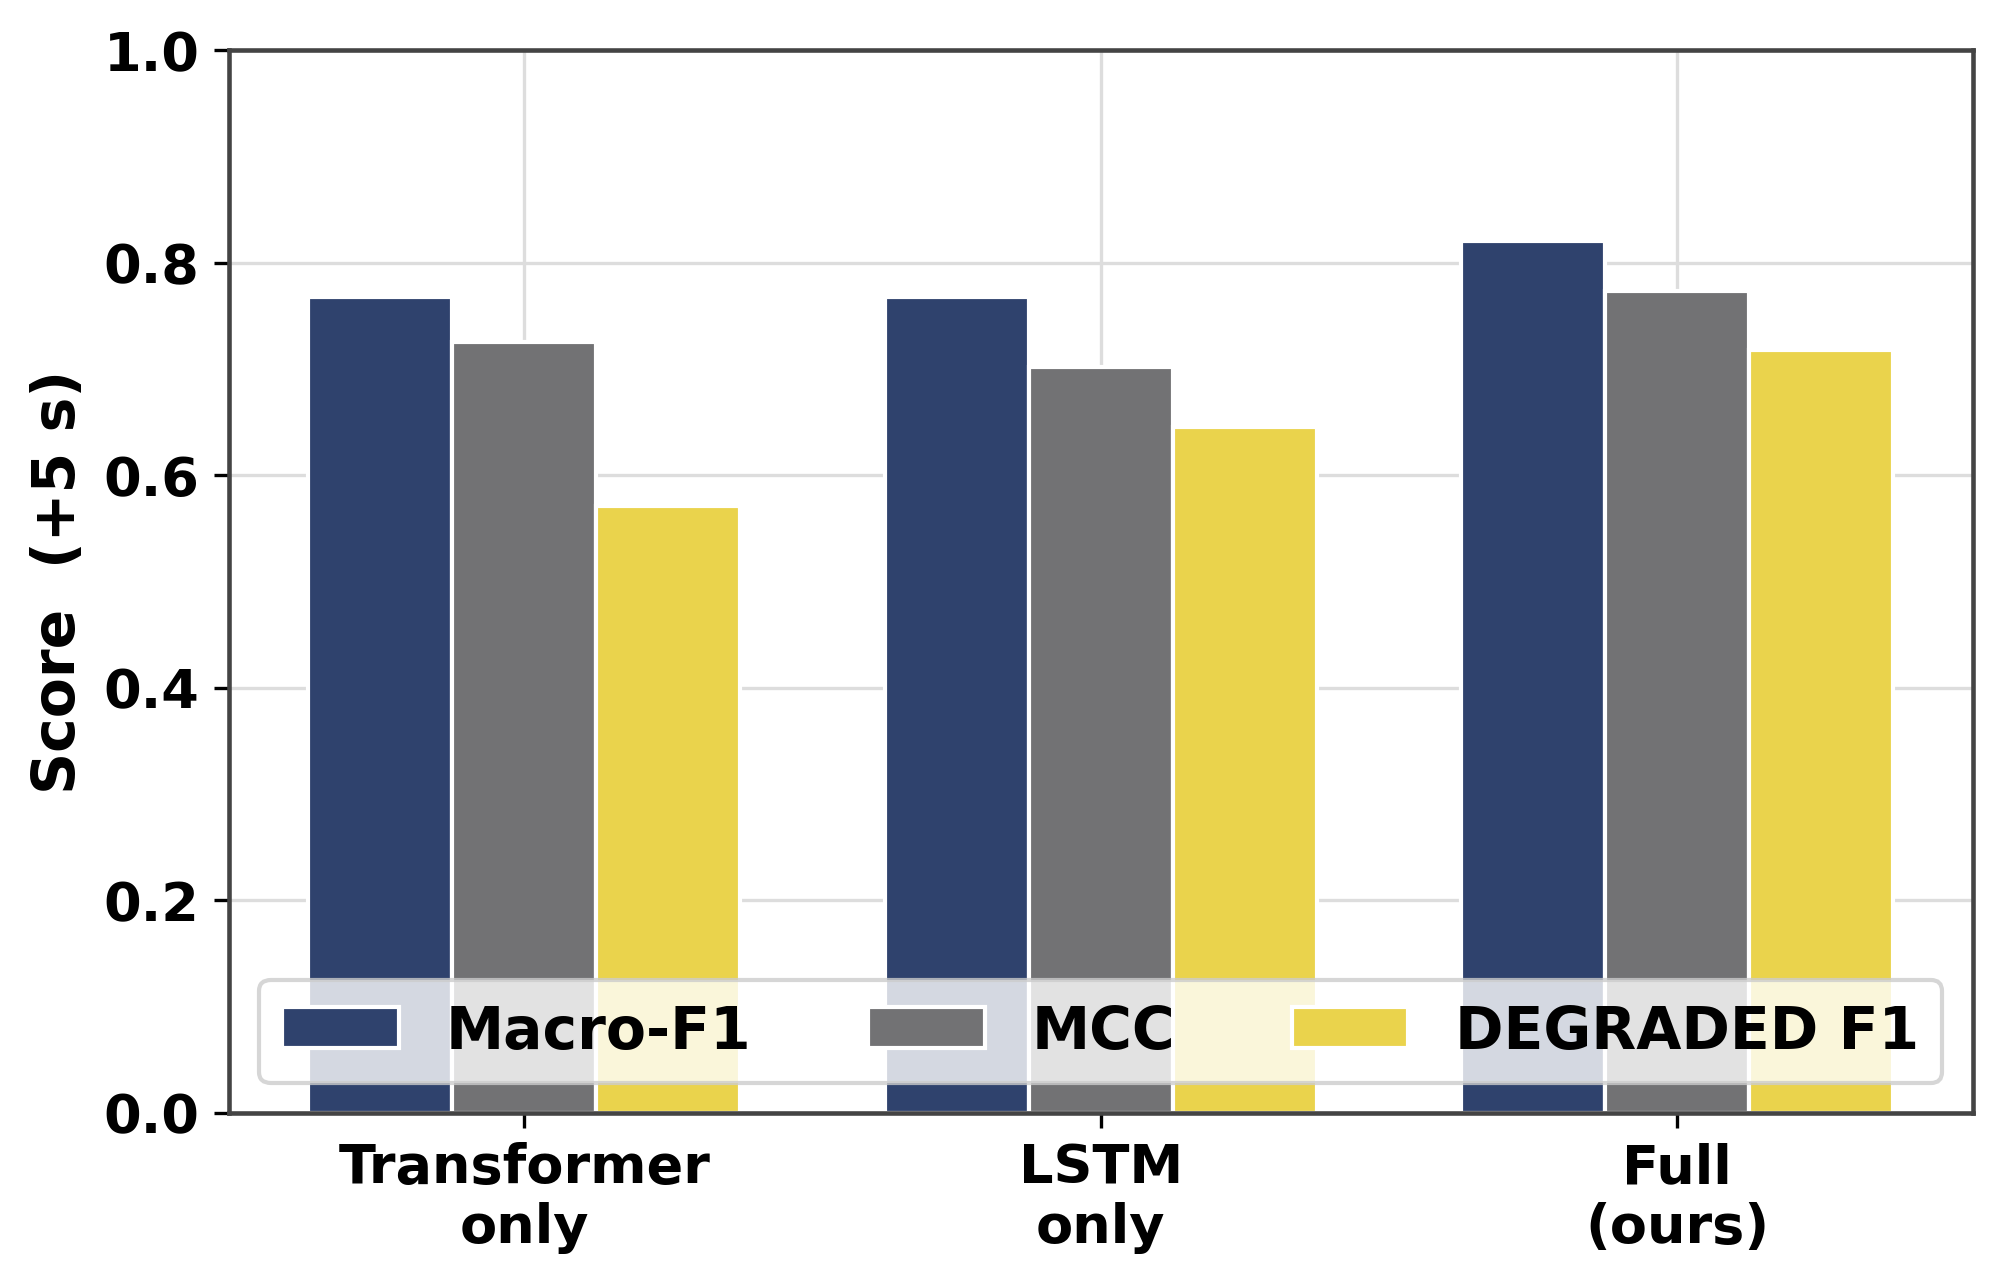 1.0
0.8
0.6
0.4
0.2
0.0
Score (+5 s)
Macro-F1 MCC DEGRADED F1
Transformer only
LSTM only
Full (ours)